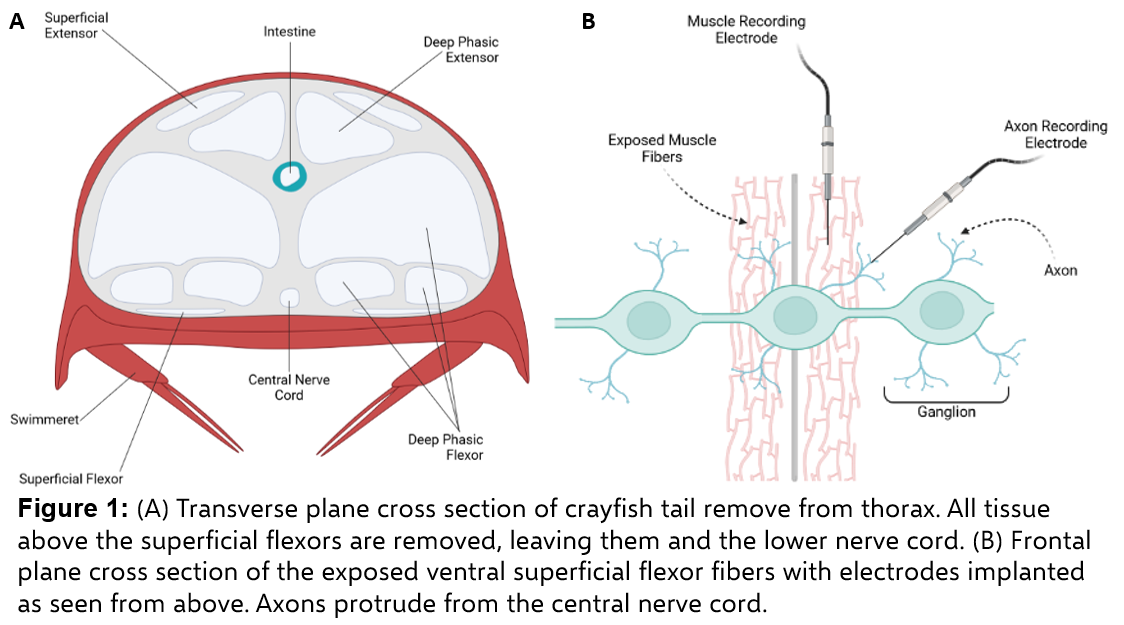 A
Superficial
Extensor
Intestine
Deep Phasic
Extensor
Swimmeret
Superficial Flexor
Central Nerve
Cord
Deep Phasic
Flexor
B
Muscle Recording
Electrode
Exposed Muscle
Fibers
Axon Recording
Electrode
Axon
Ganglion
Figure 1: (A) Transverse plane cross section of crayfish tail remove from thorax. All tissue
above the superficial flexors are removed, leaving them and the lower nerve cord. (B) Frontal
plane cross section of the exposed ventral superficial flexor fibers with electrodes implanted
as seen from above. Axons protrude from the central nerve cord.